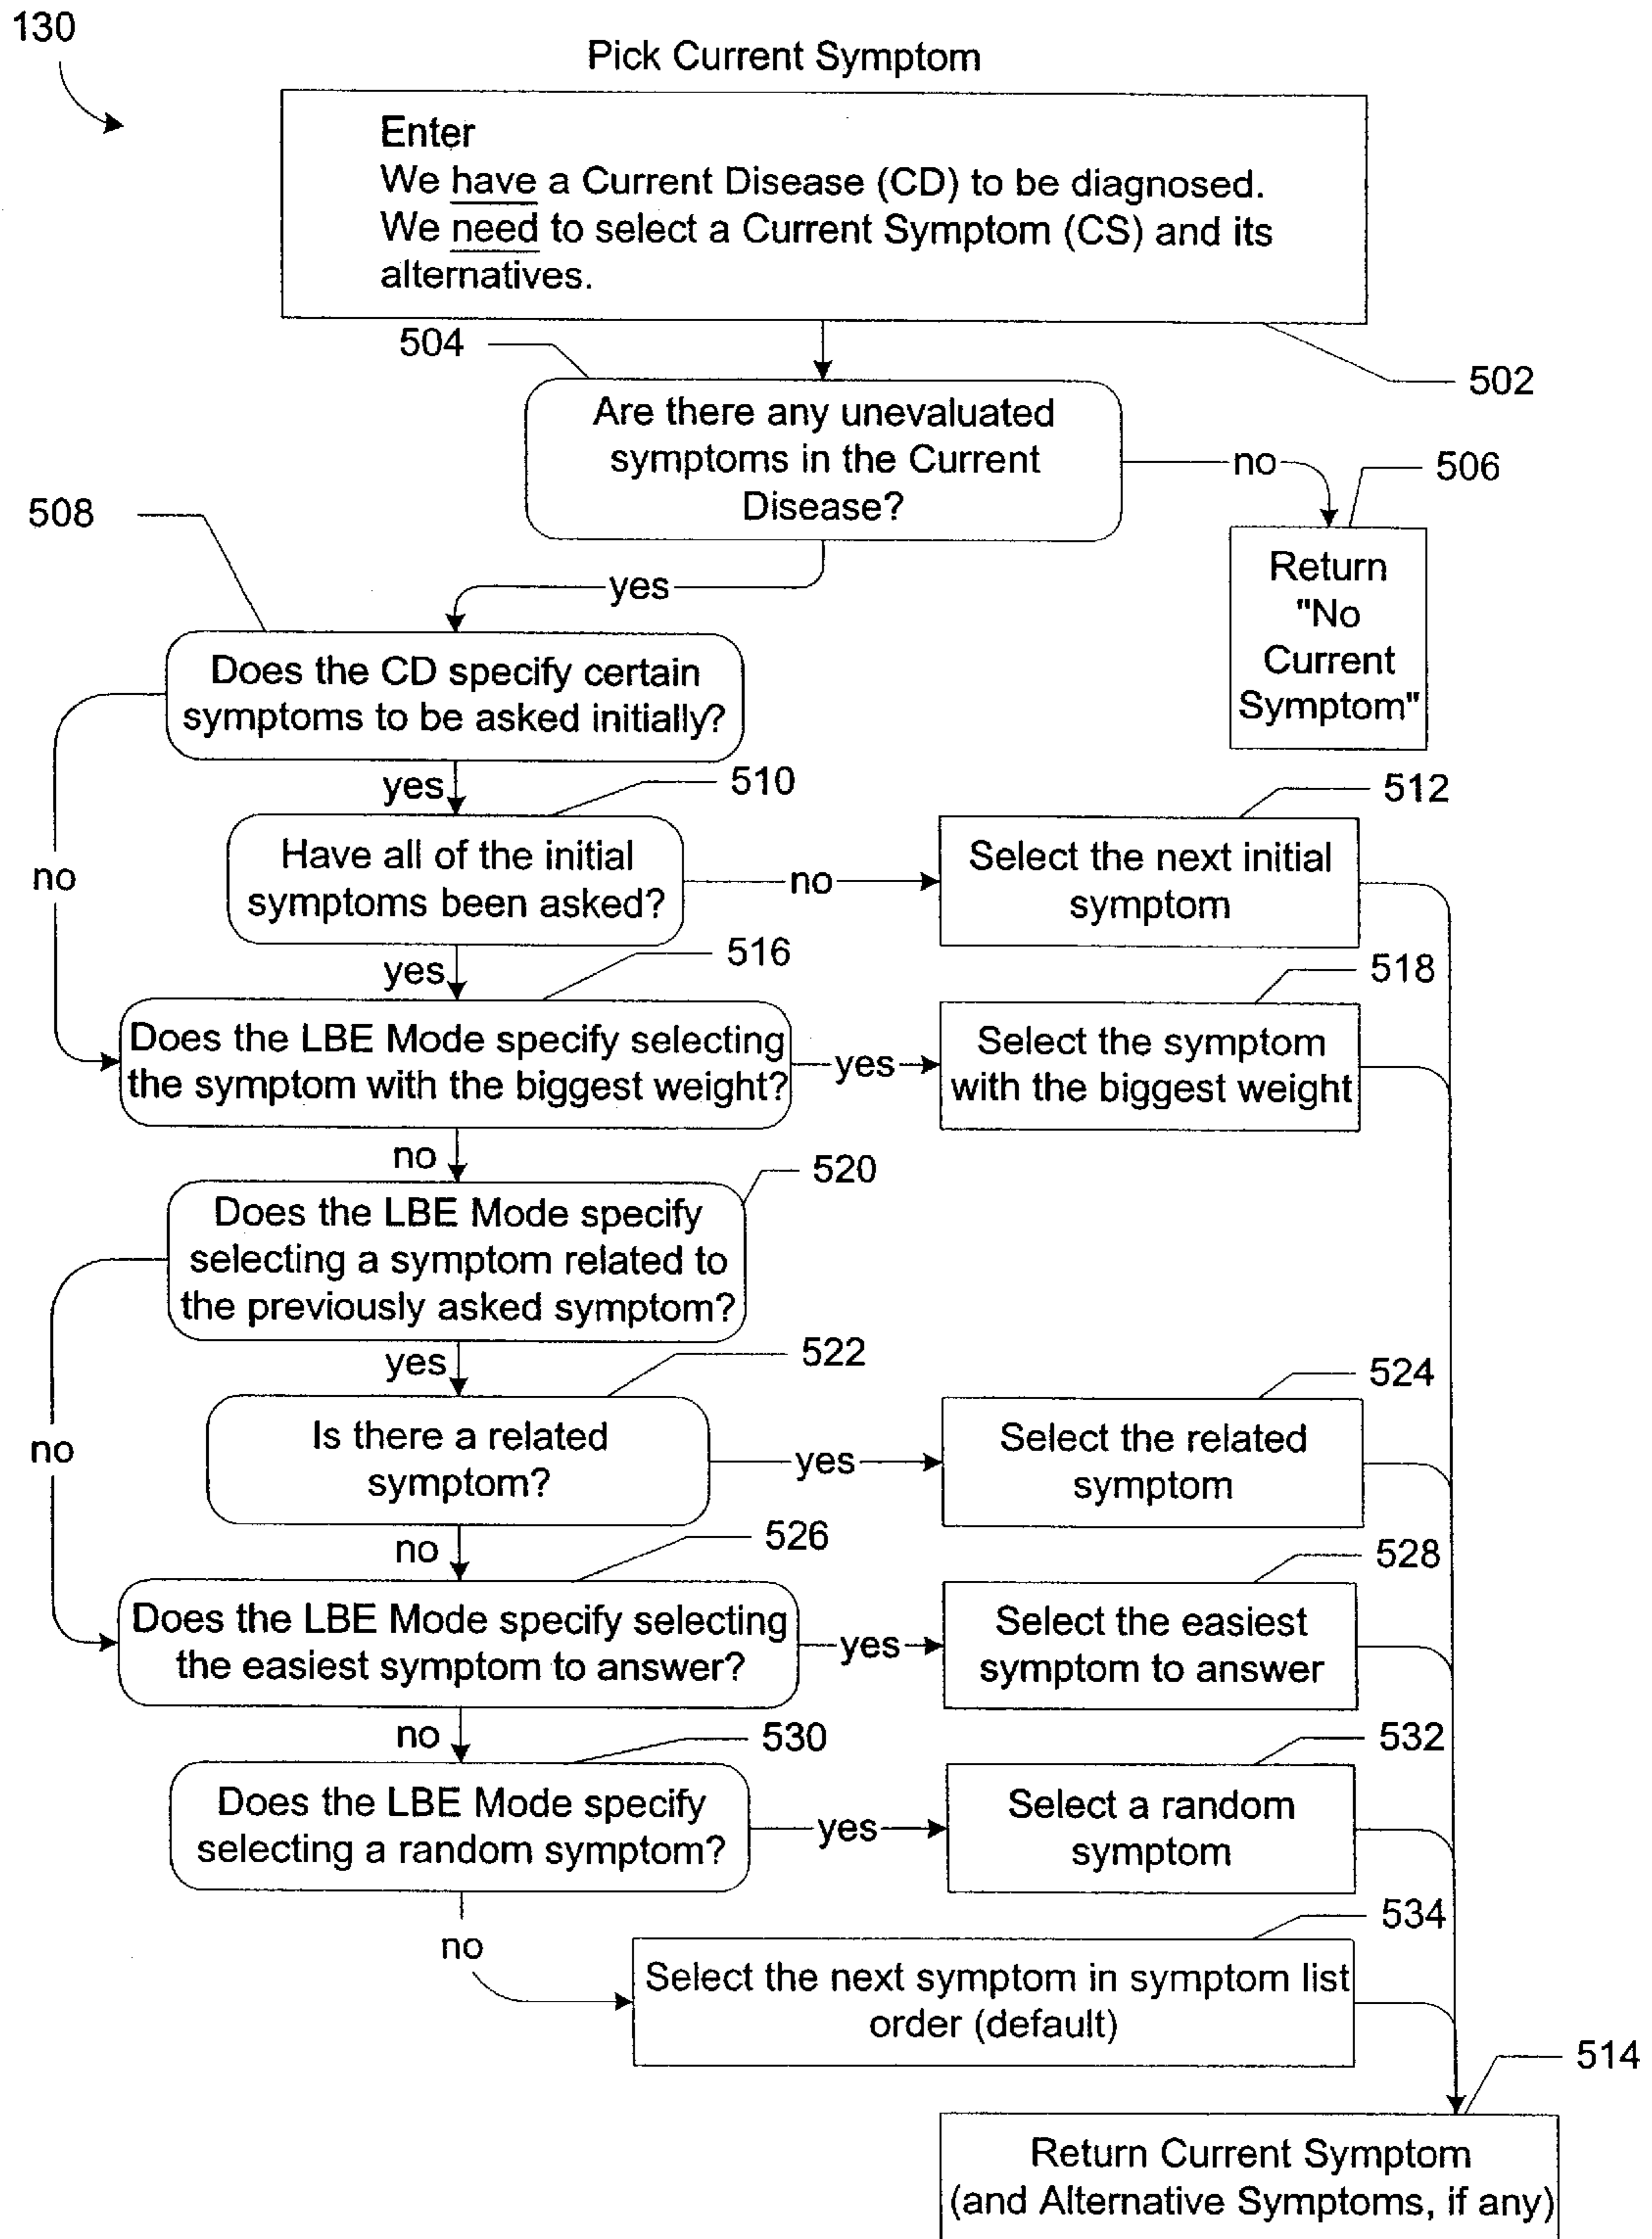 130
Pick Current Symptom
Enter
We have a Current Disease (CD) to be diagnosed.
We need to select a Current Symptom (CS) and its
alternatives.
504
502
Are there any unevaluated
symptoms in the Current
Disease?
no
506
508
Return
"No
Current
Symptom"
yes
Does the CD specify certain
symptoms to be asked initially?
yes
510
512
no
Have all of the initial
symptoms been asked?
no
Select the next initial
symptom
yes
516
518
Does the LBE Mode specify selecting
the symptom with the biggest weight?
yes
Select the symptom
with the biggest weight
no
520
Does the LBE Mode specify
selecting a symptom related to
the previously asked symptom?
yes
522
524
no
Is there a related
symptom?
yes
Select the related
symptom
no
526
528
Does the LBE Mode specify selecting
the easiest symptom to answer?
yes
Select the easiest
symptom to answer
no
530
532
Does the LBE Mode specify
selecting a random symptom?
yes
Select a random
symptom
534
no
Select the next symptom in symptom list
order (default)
514
Return Current Symptom
(and Alternative Symptoms, if any)